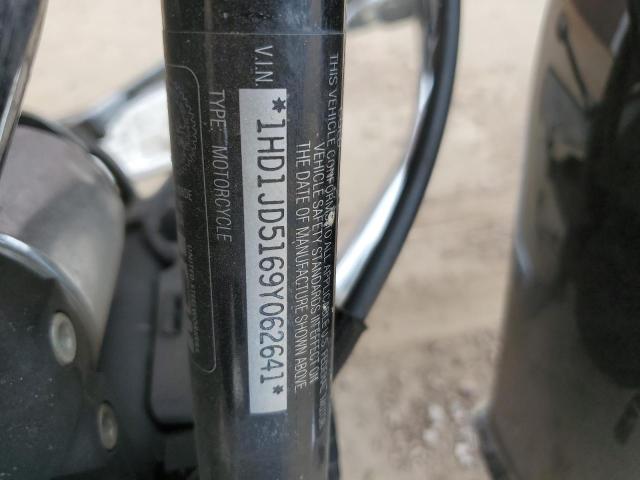 THIS VEHICLE CONFORMS TO ALL APPLICABLE U.S. FEDERAL
VEHICLE SAFETY STANDARDS IN EFFECT ON
THE DATE OF MANUFACTURE SHOWN ABOVE.
V.I.N.
*1HD1JD5169Y062641*
TYPE: MOTORCYCLE